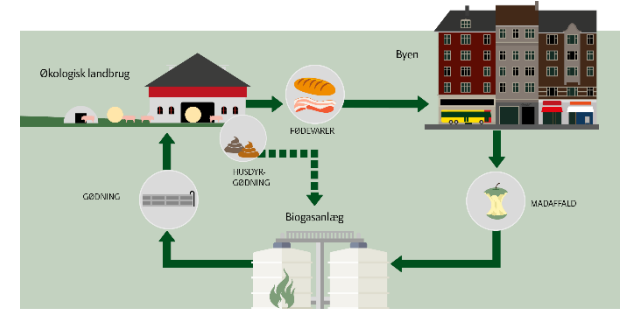 Byen
Økologisk landbrug
FØDEVARER
HUSDYR-
GØDNING
GØDNING
MADAFFALD
Biogasanlæg